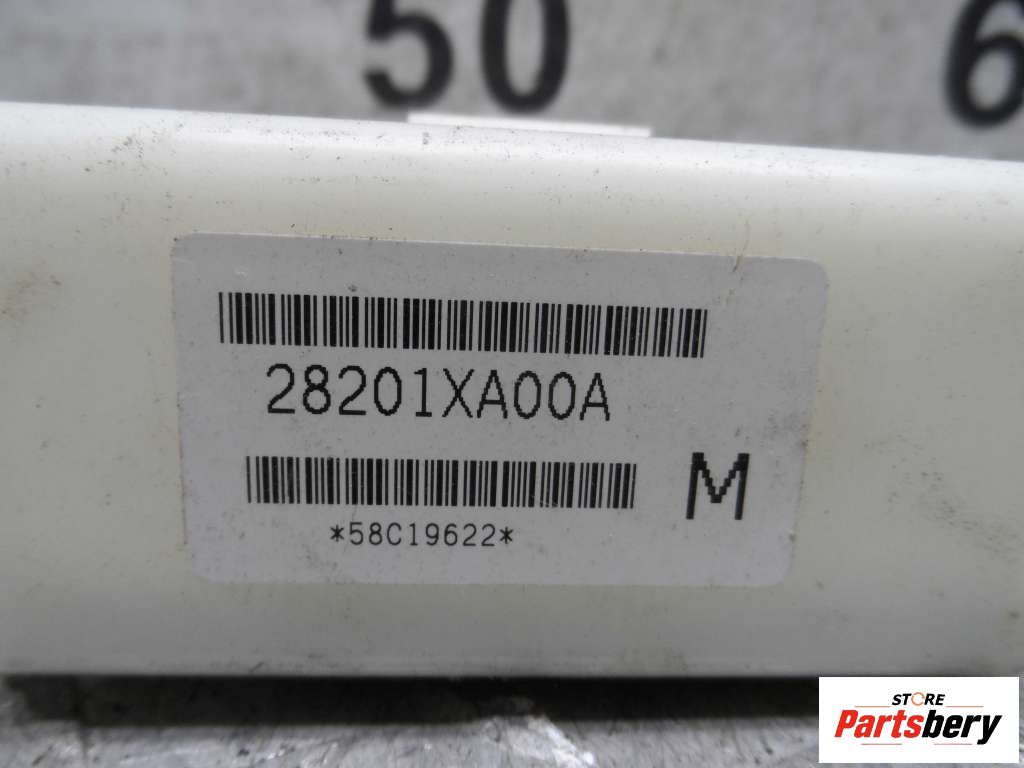 50 6
28201XA00A
M
*58C19622*
STORE
Partsbery